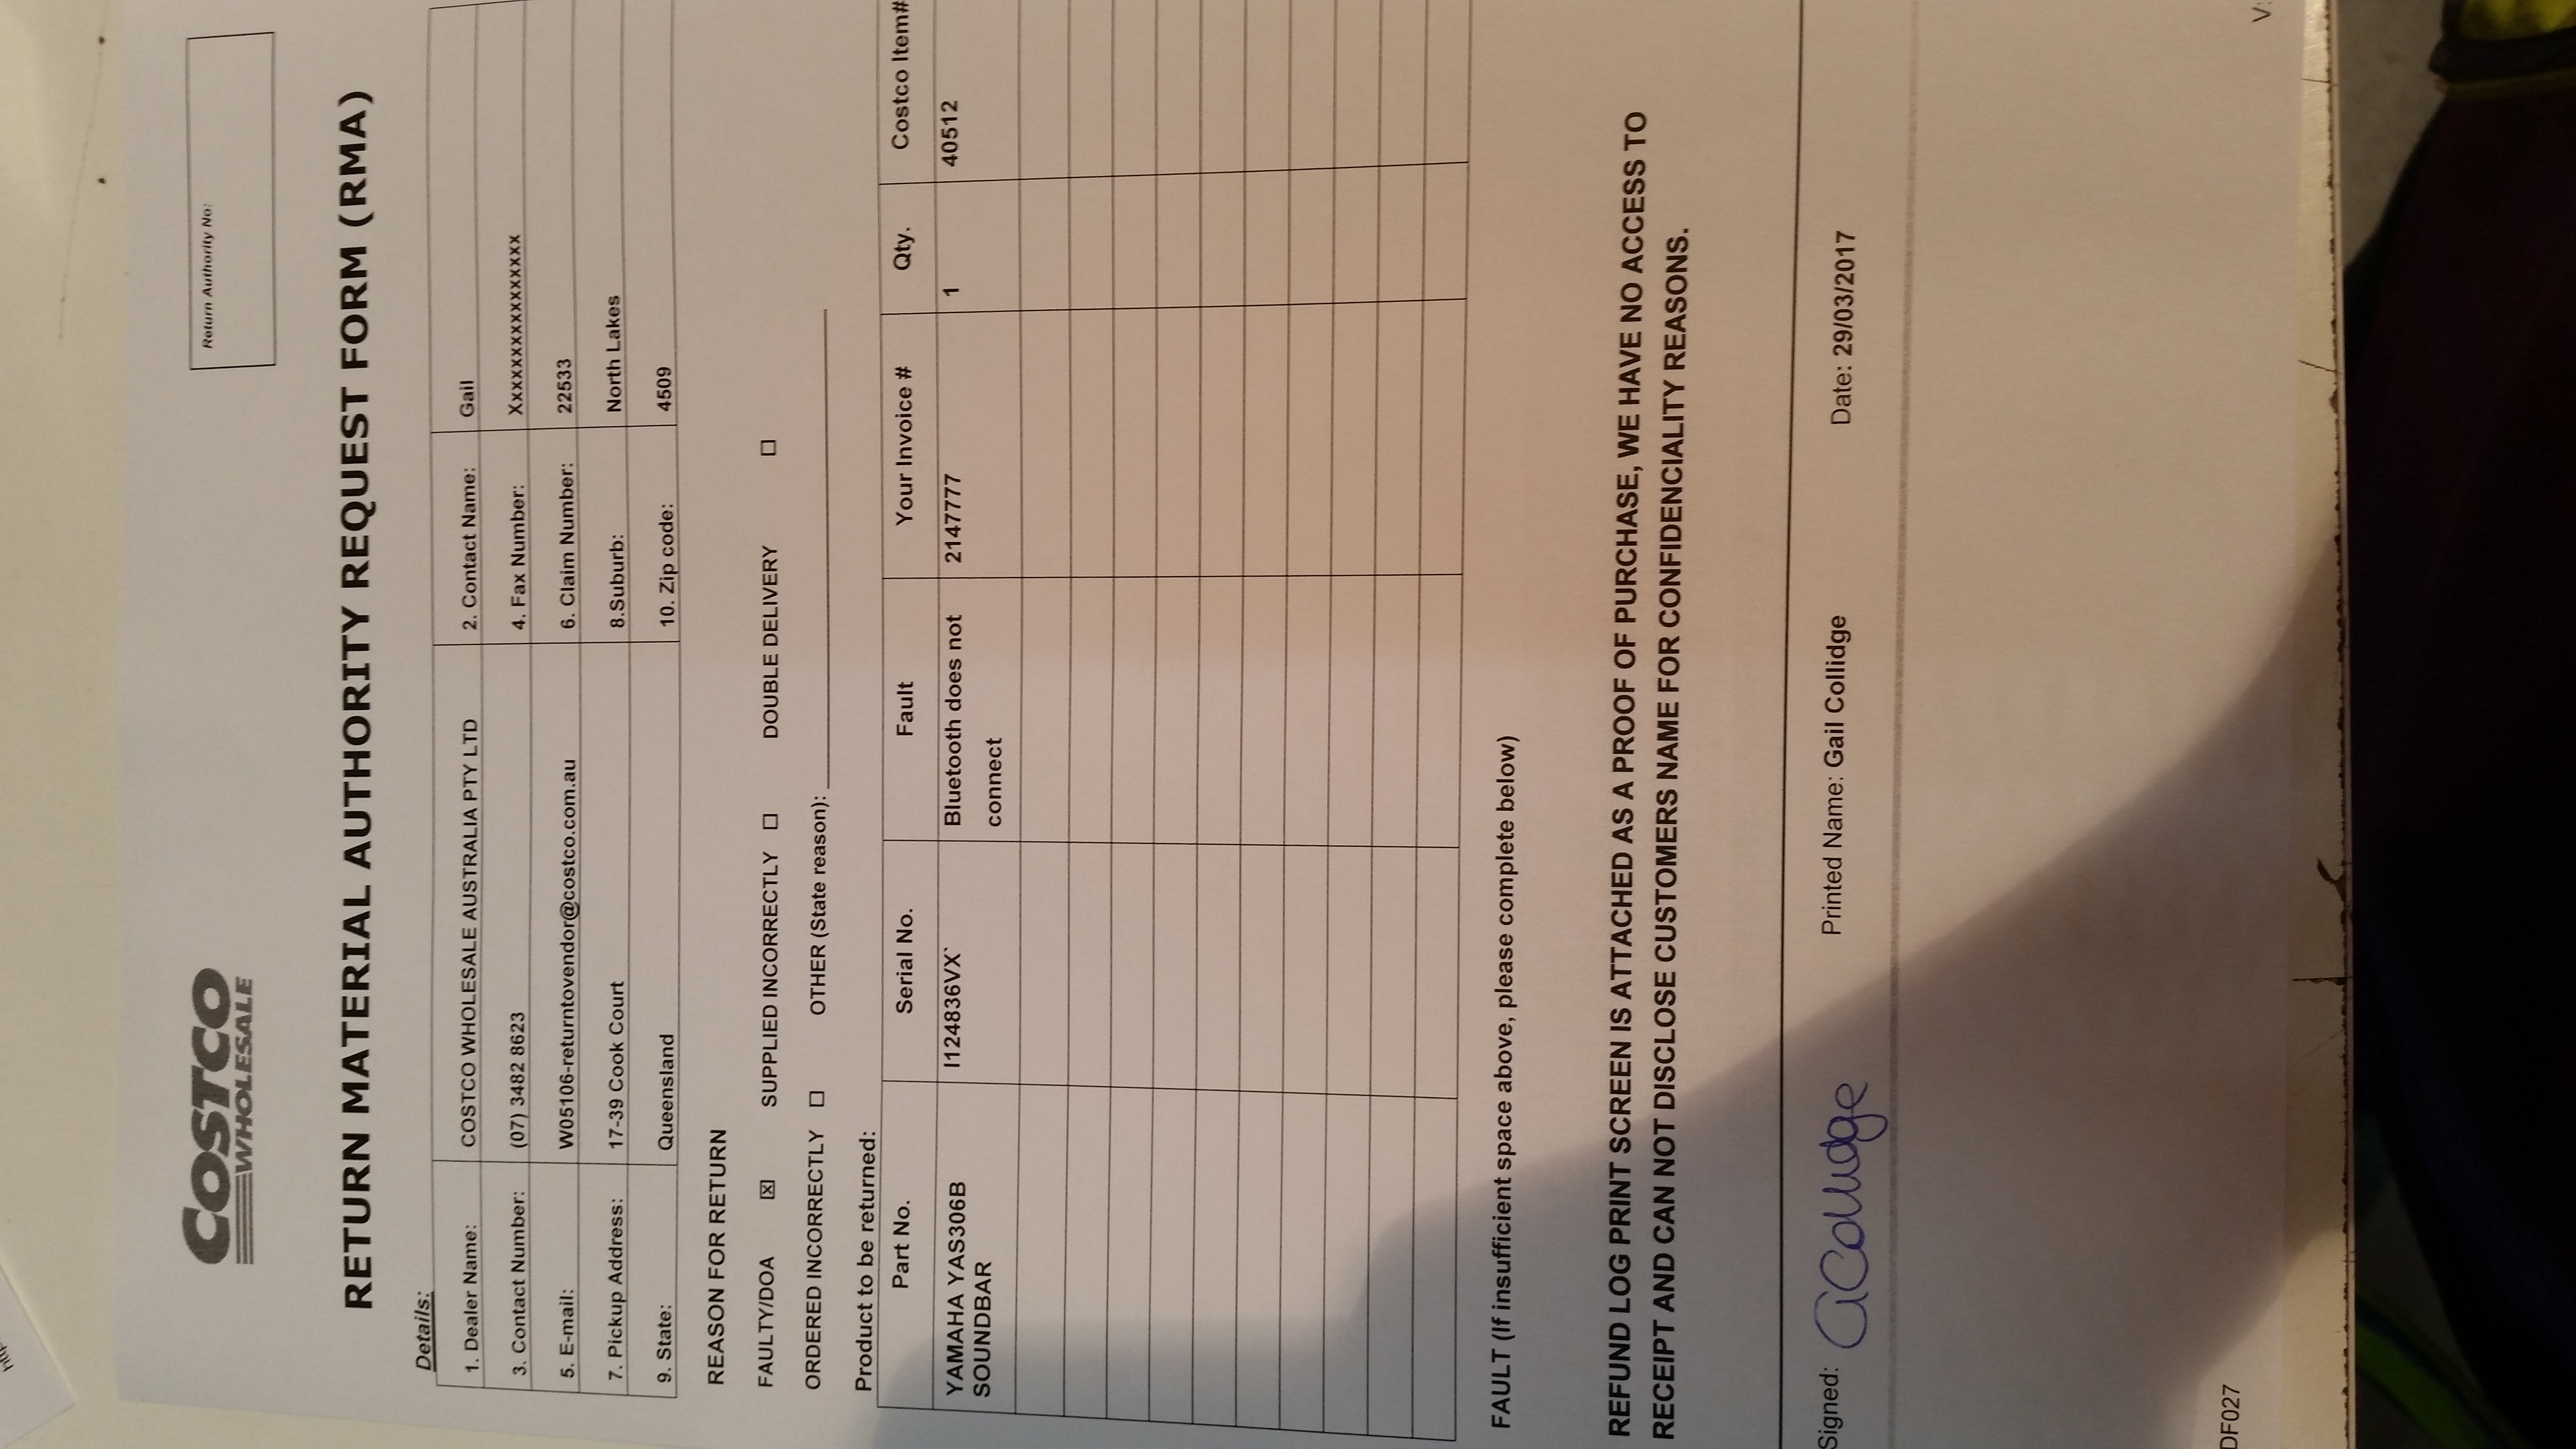 COSTCO
WHOLESALE
Return Authority No:
RETURN MATERIAL AUTHORITY REQUEST FORM (RMA)
Details:
1. Dealer Name: COSTCO WHOLESALE AUSTRALIA PTY LTD 2. Contact Name: Gail
3. Contact Number: (07) 3482 8623 4. Fax Number: Xxxxxxxxxxxxxxxx
5. E-mail: W05106-returntovendor@costco.com.au 6. Claim Number: 22533
7. Pickup Address: 17-39 Cook Court 8.Suburb: North Lakes
9. State: Queensland 10. Zip code: 4509
REASON FOR RETURN
FAULTY/DOA ☒ SUPPLIED INCORRECTLY ☐ DOUBLE DELIVERY ☐
ORDERED INCORRECTLY ☐ OTHER (State reason):
Product to be returned:
Part No. Serial No. Fault Your Invoice # Qty. Costco Item#
YAMAHA YAS306B I124836VX` Bluetooth does not 2147777 1 40512
SOUNDBAR connect
FAULT (If insufficient space above, please complete below)
REFUND LOG PRINT SCREEN IS ATTACHED AS A PROOF OF PURCHASE, WE HAVE NO ACCESS TO
RECEIPT AND CAN NOT DISCLOSE CUSTOMERS NAME FOR CONFIDENCIALITY REASONS.
Signed: GCollidge Printed Name: Gail Collidge Date: 29/03/2017
DF027